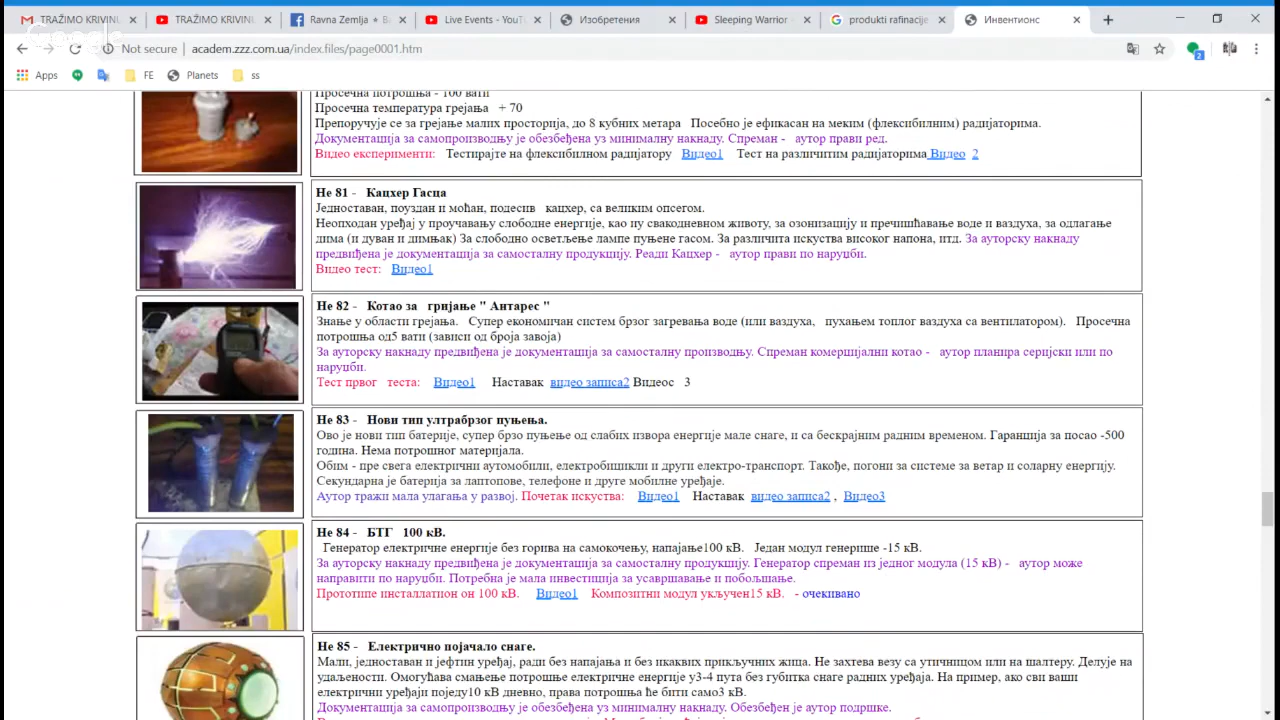 TRAŽIMO KRIVINU
TRAŽIMO KRIVIN
Ravna Zemlja ★ B
Live Events - YouT
Изобретения
Sleeping Warrior
produkti rafinacije
Инвентионс
Google
Not secure
academ.zzz.com.ua/index.files/page0001.htm
2
Apps
FE
Planets
ss
Просечна потрошња - 100 вати
Просечна температура грејања + 70
Препоручује се за грејање малих просторија, до 8 кубних метара Посебно је ефикасан на меким (флексибилним) радијаторима.
Документација за самопроизводњу је обезбеђена уз минималну накнаду. Спреман - аутор прави ред.
Видео експерименти: Тестирајте на флексибилном радијатору Видео1 Тест на различитим радијаторима Видео 2
Не 81 - Кацхер Гасца
Једноставан, поуздан и моћан, подесив кацхер, са великим опсегом.
Неопходан уређај у проучавању слободне енергије, као иу свакодневном животу, за озонизацију и пречишћавање воде и ваздуха, за одлагање
дима (и дуван и димњак) За слободно осветљење лампе пуњене гасом. За различита искуства високог напона, итд. За ауторску накнаду
предвиђена је документација за самосталну продукцију. Реади Кацхер - аутор прави по наруџби.
Видео тест: Видео1
Не 82 - Котао за гријање " Антарес "
Знање у области грејања. Супер економичан систем брзог загревања воде (или ваздуха, пухањем топлог ваздуха са вентилатором). Просечна
потрошња од5 вати (зависи од броја завоја)
За ауторску накнаду предвиђена је документација за самосталну производњу. Спреман комерцијални котао - аутор планира серијски или по
наруџби.
Тест првог теста: Видео1 Наставак видео записа2 Видеос 3
Не 83 - Нови тип ултрабрзог пуњења.
Ово је нови тип батерије, супер брзо пуњење од слабих извора енергије мале снаге, и са бескрајним радним временом. Гаранција за посао -500
година. Нема потрошног материјала.
Обим - пре свега електрични аутомобили, електробицикли и други електро-транспорт. Такође, погони за системе за ветар и соларну енергију.
Секундарна је батерија за лаптопове, телефоне и друге мобилне уређаје.
Аутор тражи мала улагања у развој. Почетак искуства: Видео1 Наставак видео записа2 , Видео3
Не 84 - БТГ 100 кВ.
Генератор електричне енергије без горива на самокочењу, напајање100 кВ. Један модул генерише -15 кВ.
За ауторску накнаду предвиђена је документација за самосталну продукцију. Генератор спреман из једног модула (15 кВ) - аутор може
направити по наруџби. Потребна је мала инвестиција за усавршавање и побољшање.
Прототипе инсталлатион он 100 кВ. Видео1 Композитни модул укључен15 кВ. - очекивано
Не 85 - Електрично појачало снаге.
Мали, једноставан и јефтин уређај, ради без напајања и без икаквих прикључних жица. Не захтева везу са утичницом или на шалтеру. Делује на
удаљености. Омогућава смањење потрошње електричне енергије у3-4 пута без губитка снаге радних уређаја. На пример, ако сви ваши
електрични уређаји поједу10 кВ дневно, права потрошња ће бити само3 кВ.
Документација за самопроизводњу је обезбеђена уз минималну накнаду. Обезбеђен је аутор подршке.